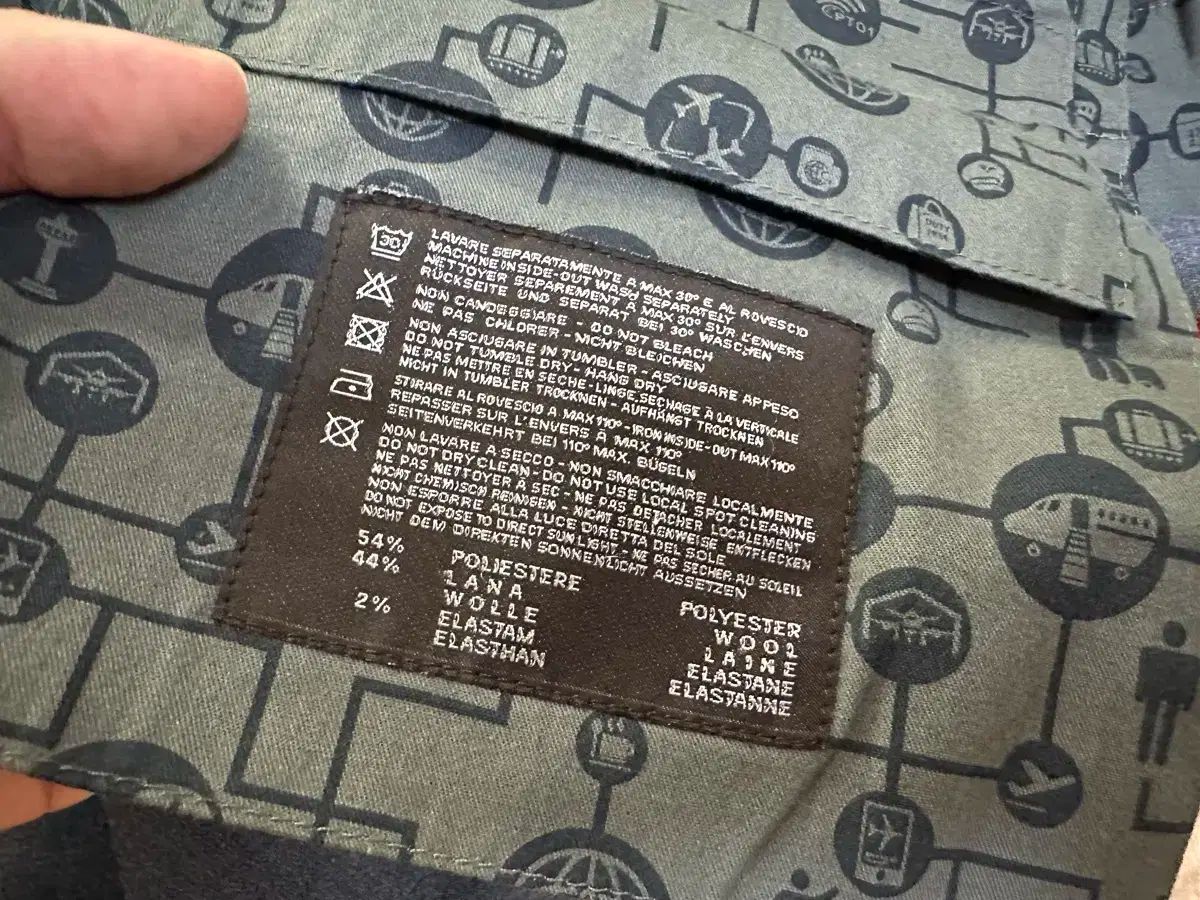 30
LAVARE SEPARATAMENTE A MAX 30° E AL ROVESCIO
MACHINE INSIDE-OUT WASH SEPARATELY
NETTOYER SEPAREMENT À MAX 30° SUR L'ENVERS
RÜCKSEITE UND SEPARAT BEI 30° WASCHEN
NON CANDEGGIARE - DO NOT BLEACH
NE PAS CHLORER - NICHT BLEICHEN
NON ASCIUGARE IN TUMBLER - ASCIUGARE APPESO
DO NOT TUMBLE DRY - HANG DRY
NE PAS METTRE EN SECHE-LINGE, SECHAGE À LA VERTICALE
NICHT IN TUMBLER TROCKNEN - AUFHÄNGT TROCKNEN
STIRARE AL ROVESCIO A MAX 110° - IRON INSIDE-OUT MAX 110°
REPASSER SUR L'ENVERS À MAX 110°
SEITENVERKEHRT BEI 110° MAX. BÜGELN
NON LAVARE A SECCO - NON SMACCHIARE LOCALMENTE
DO NOT DRY CLEAN - DO NOT USE LOCAL SPOT CLEANING
NE PAS NETTOYER À SEC - NE PAS DETACHER LOCALEMENT
NICHT CHEMISCH REINIGEN - NICHT STELLENWEISE ENTFLECKEN
NON ESPORRE ALLA LUCE DIRETTA DEL SOLE
DO NOT EXPOSE TO DIRECT SUNLIGHT - NE PAS SECHER AU SOLEIL
NICHT DEM DIREKTEN SONNENLICHT AUSSETZEN
54% POLIESTERE POLYESTER
44% LANA WOOL
WOLLE LAINE
2% ELASTAM ELASTANE
ELASTHAN ELASTANNE